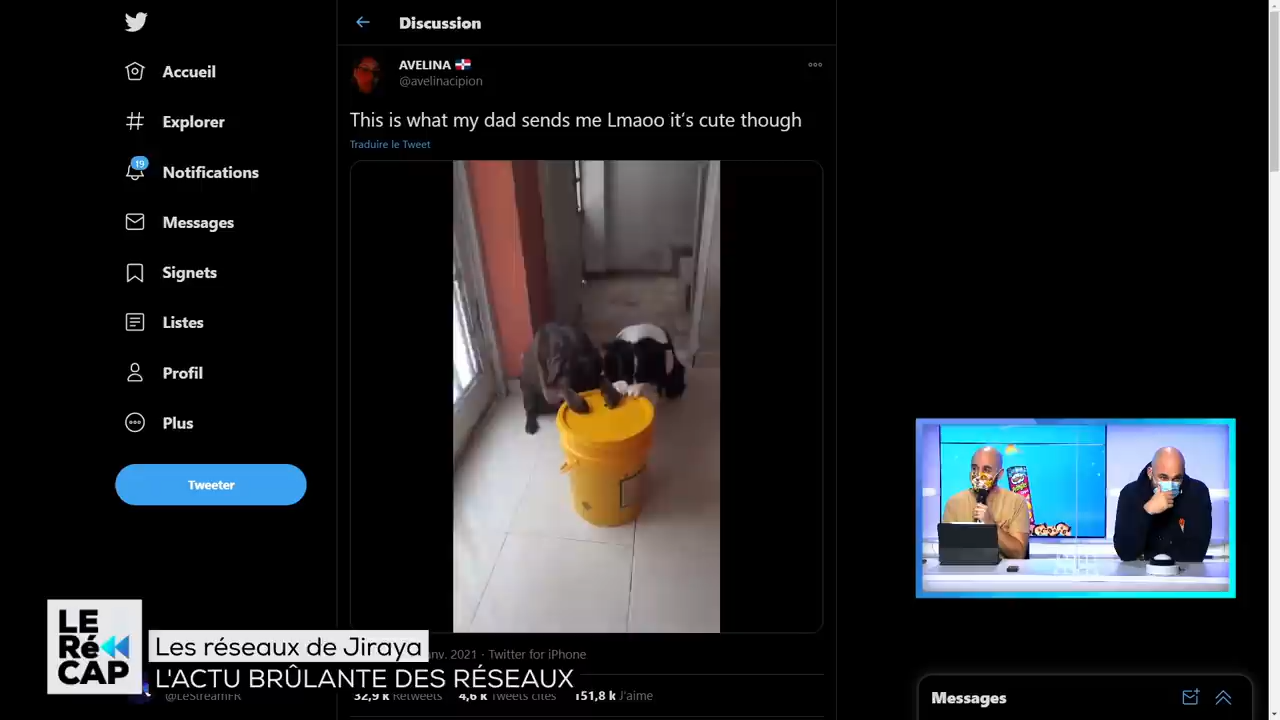 Discussion
AVELINA
@avelinacipion
This is what my dad sends me Lmaoo it's cute though
Traduire le Tweet
Accueil
Explorer
19
Notifications
Messages
Signets
Listes
Profil
Plus
Tweeter
LE
Ré
CAP
Les réseaux de Jiraya
L'ACTU BRÛLANTE DES RÉSEAUX
2021 · Twitter for iPhone
32,9 k Retweets 4,6 k Tweets cités 151,8 k J'aime
@LeStreamFR
Messages